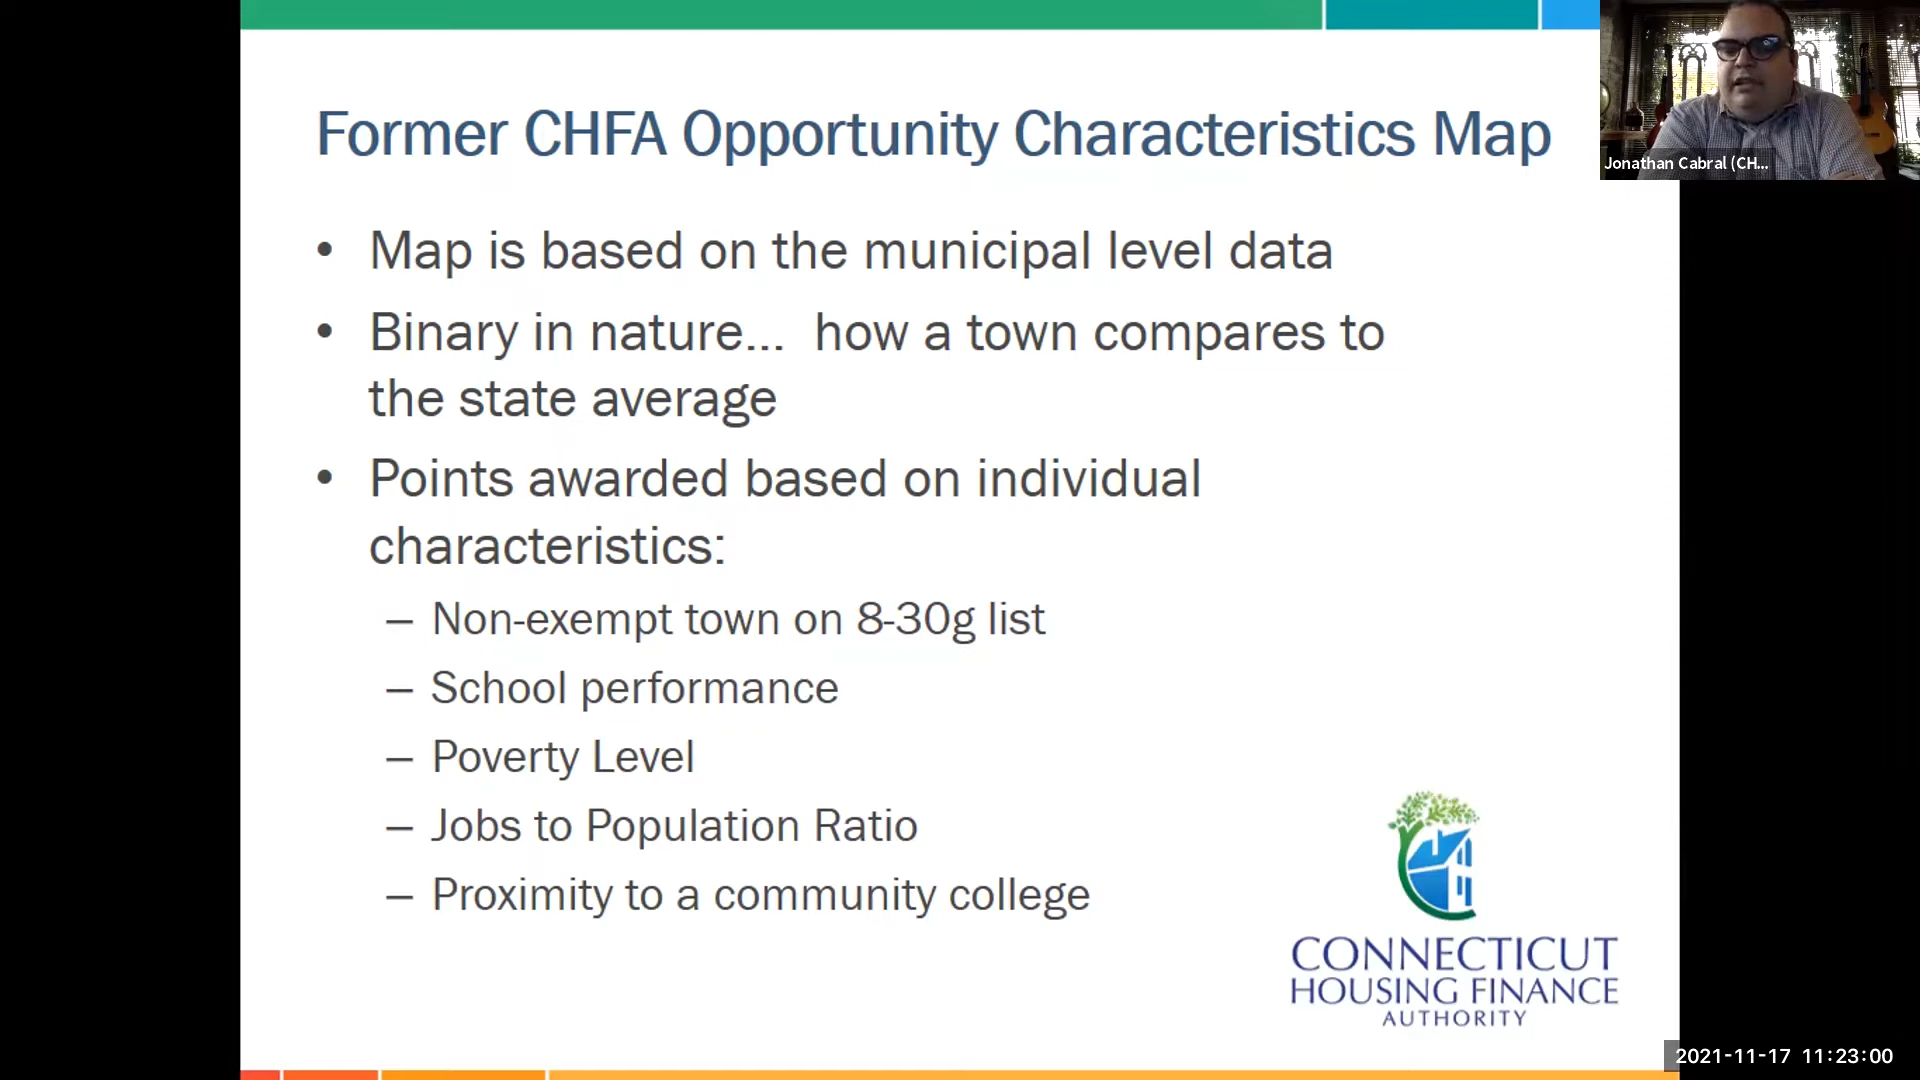 Former CHFA Opportunity Characteristics Map
Jonathan Cabral (CH...
• Map is based on the municipal level data
• Binary in nature... how a town compares to
the state average
• Points awarded based on individual
characteristics:
– Non-exempt town on 8-30g list
– School performance
– Poverty Level
– Jobs to Population Ratio
– Proximity to a community college
CONNECTICUT
HOUSING FINANCE
AUTHORITY
2021-11-17 11:23:00